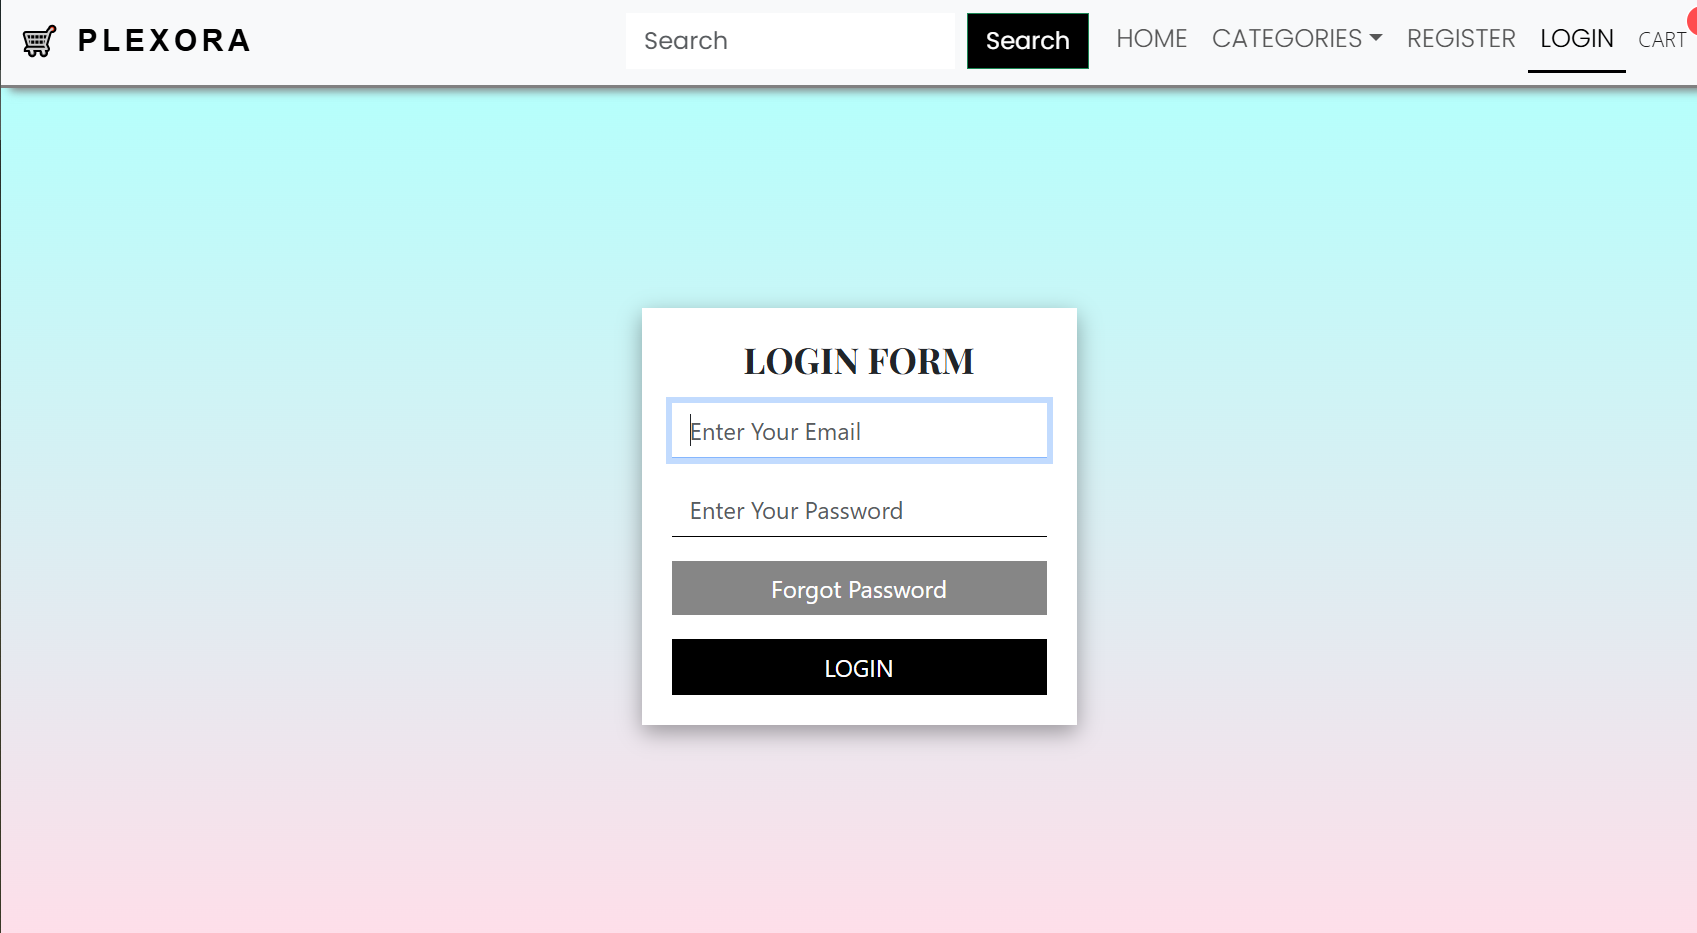 PLEXORA
Search
Search
HOME
CATEGORIES
REGISTER
LOGIN
CART
LOGIN FORM
Enter Your Email
Enter Your Password
Forgot Password
LOGIN